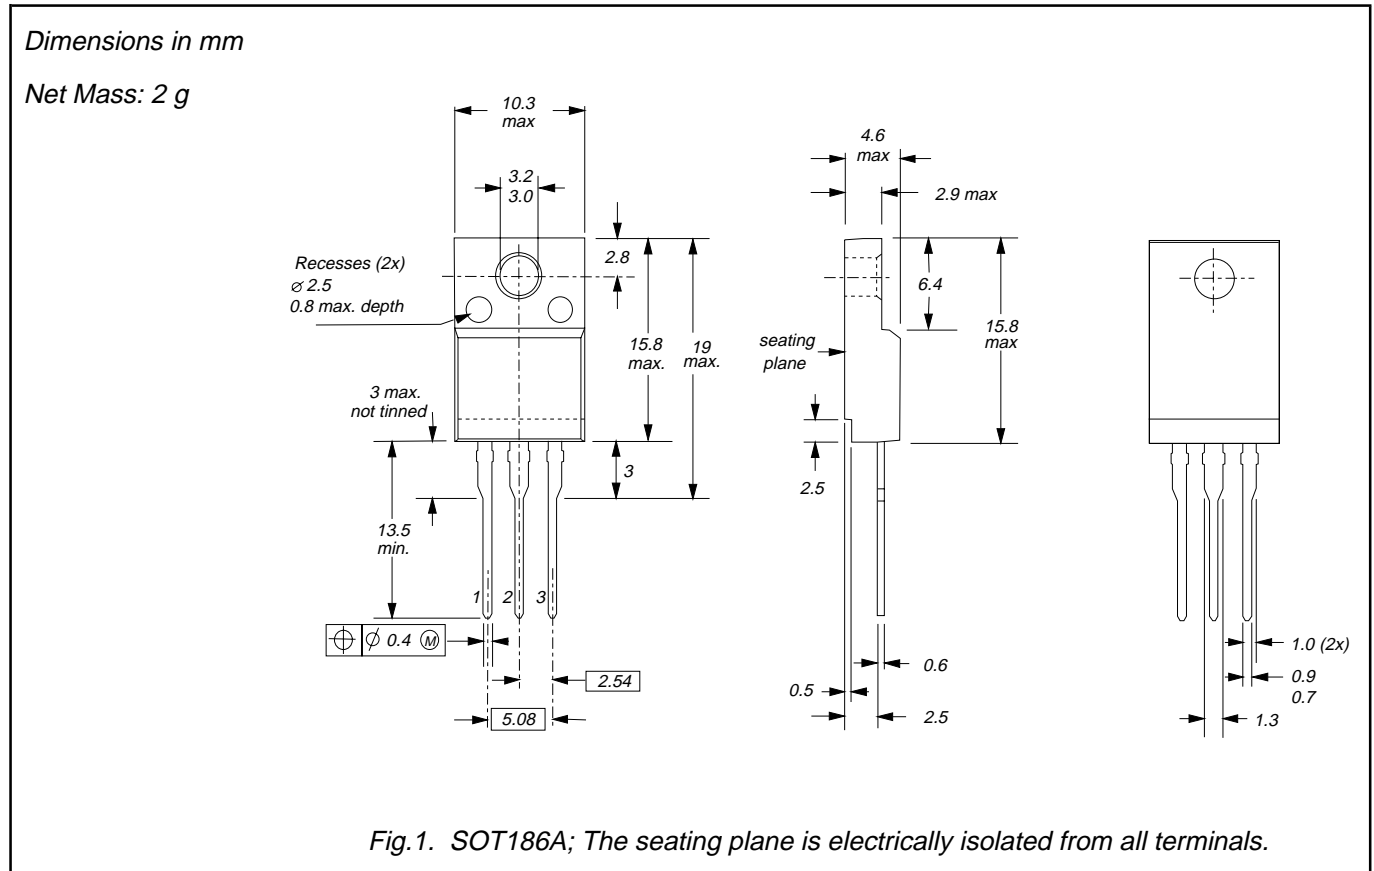 Dimensions in mm
Net Mass: 2 g
10.3
max
3.2
3.0
Recesses (2x)
⌀ 2.5
0.8 max. depth
2.8
15.8
max.
19
max.
3 max.
not tinned
3
13.5
min.
1 2 3
⌀ 0.4 Ⓜ
2.54
5.08
4.6
max
2.9 max
6.4
15.8
max
seating
plane
2.5
0.6
0.5
2.5
1.0 (2x)
0.9
0.7
1.3
Fig.1. SOT186A; The seating plane is electrically isolated from all terminals.